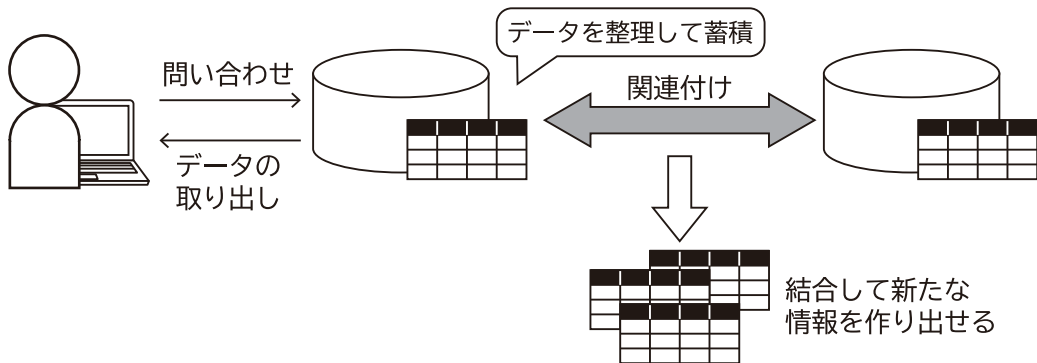 データを整理して蓄積
問い合わせ
関連付け
データの
取り出し
結合して新たな
情報を作り出せる